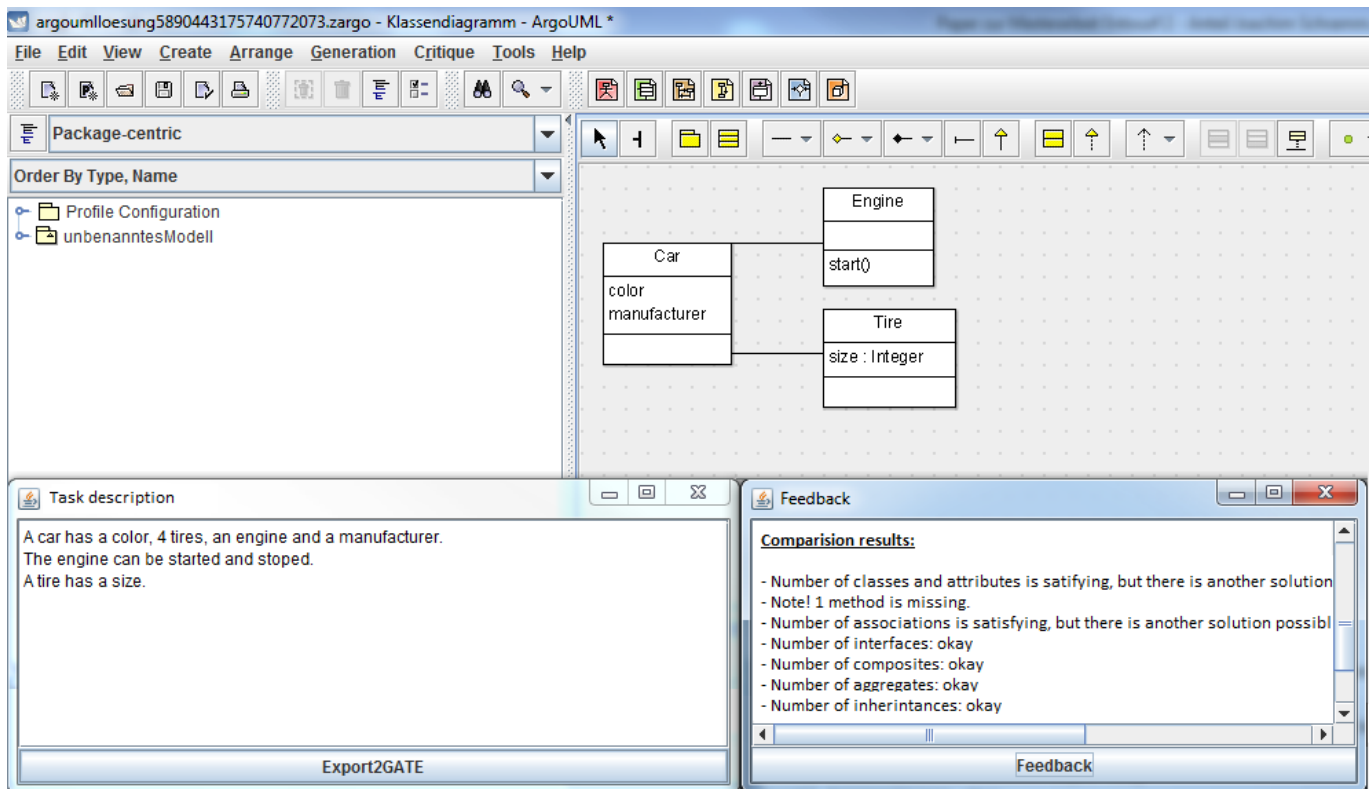 argoumlloesung5890443175740772073.zargo - Klassendiagramm - ArgoUML *
File Edit View Create Arrange Generation Critique Tools Help
Package-centric
Order By Type, Name
Profile Configuration
unbenanntesModell
Engine
start()
Car
color
manufacturer
Tire
size : Integer
Task description
A car has a color, 4 tires, an engine and a manufacturer.
The engine can be started and stoped.
A tire has a size.
Export2GATE
Feedback
Comparision results:
- Number of classes and attributes is satifying, but there is another solution
- Note! 1 method is missing.
- Number of associations is satisfying, but there is another solution possibl
- Number of interfaces: okay
- Number of composites: okay
- Number of aggregates: okay
- Number of inherintances: okay
Feedback